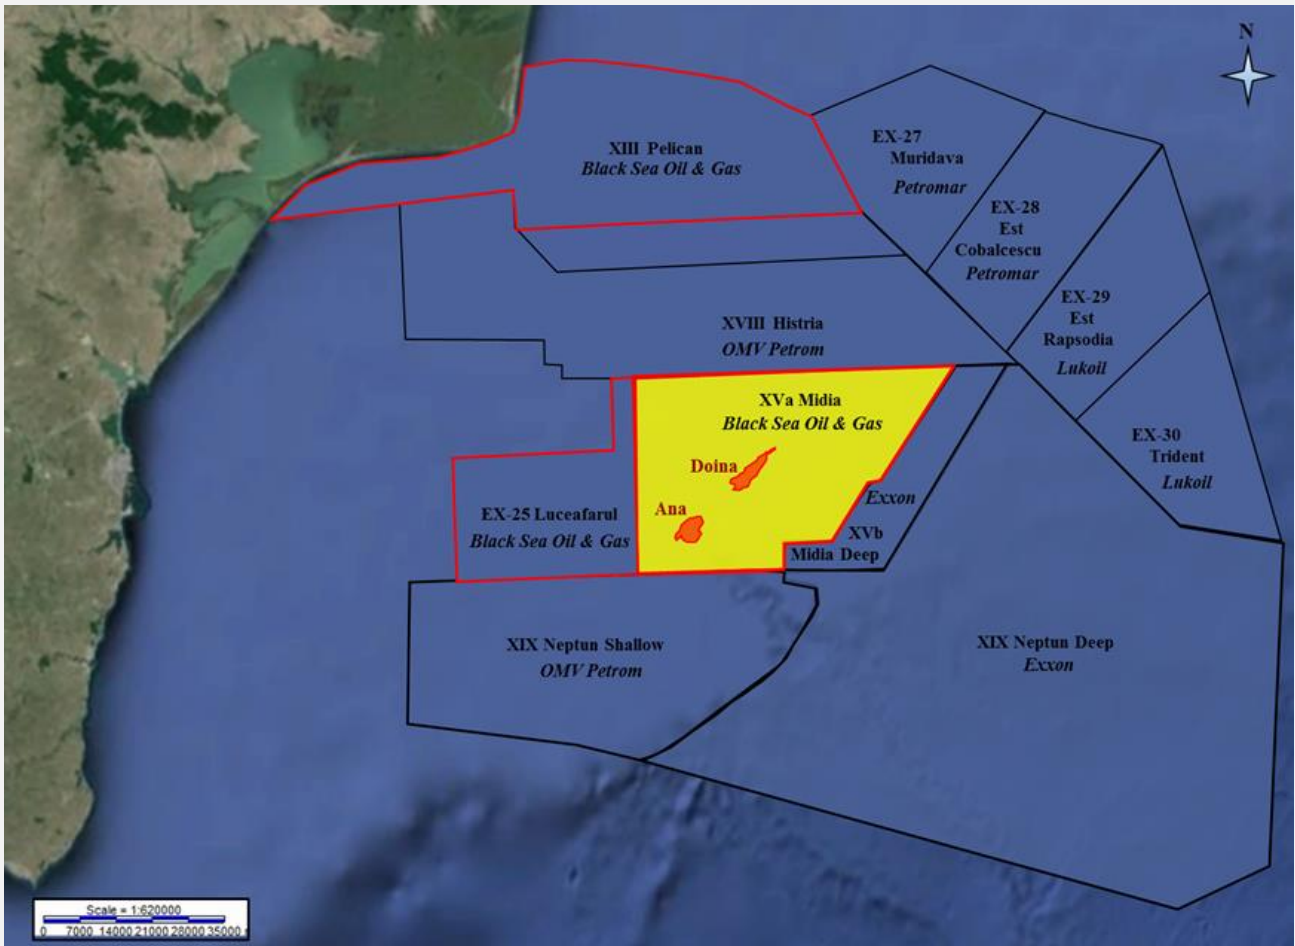 N
XIII Pelican
Black Sea Oil & Gas
EX-27
Muridava
Petromar
EX-28
Est
Cobalcescu
Petromar
EX-29
Est
Rapsodia
Lukoil
EX-30
Trident
Lukoil
XVIII Histria
OMV Petrom
XVa Midia
Black Sea Oil & Gas
Doina
Ana
EX-25 Luceafarul
Black Sea Oil & Gas
Exxon
XVb
Midia Deep
XIX Neptun Shallow
OMV Petrom
XIX Neptun Deep
Exxon
Scale = 1:620000
0 7000 14000 21000 28000 35000